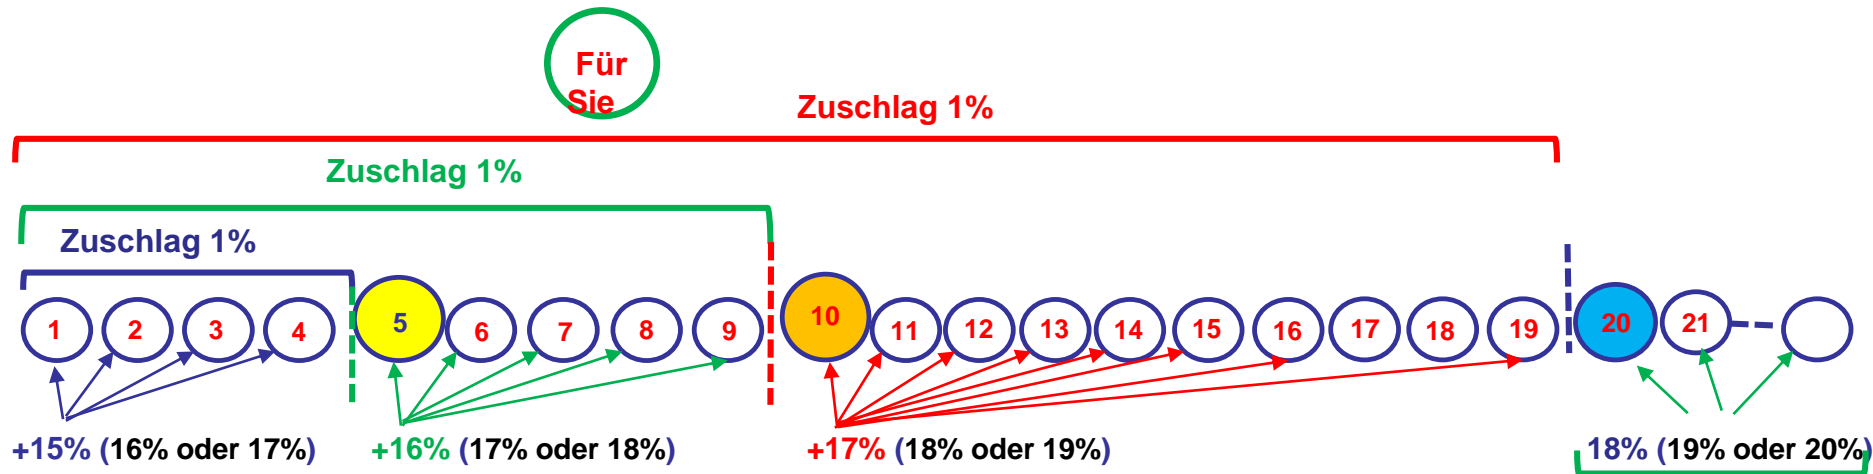 Für
Sie
Zuschlag 1%
Zuschlag 1%
Zuschlag 1%
1 2 3 4 5 6 7 8 9 10 11 12 13 14 15 16 17 18 19 20 21
+15% (16% oder 17%) +16% (17% oder 18%) +17% (18% oder 19%) 18% (19% oder 20%)